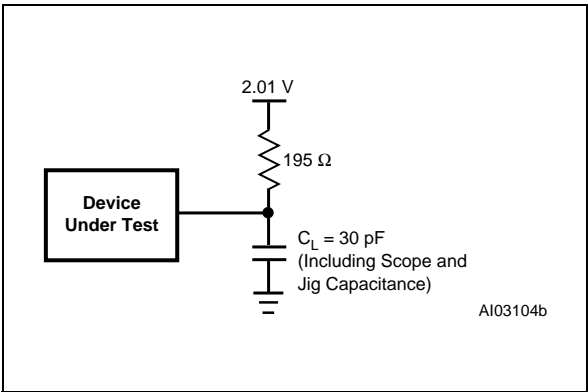 2.01 V
195 Ω
Device
Under Test
C_L = 30 pF
(Including Scope and
Jig Capacitance)
AI03104b